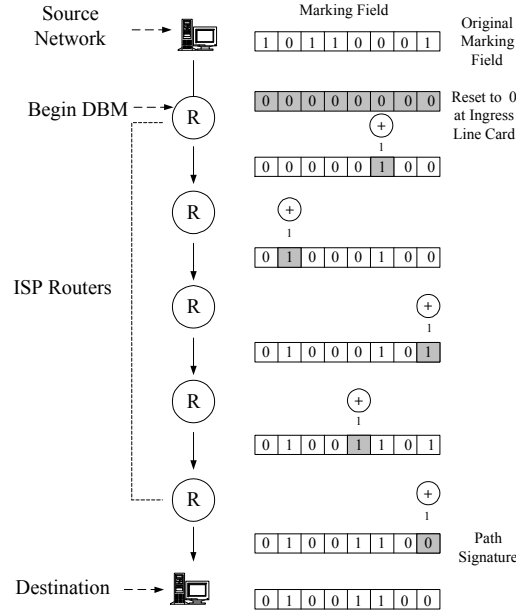 Marking Field
Source
Network
1 0 1 1 0 0 0 1
Original
Marking
Field
Begin DBM
R
0 0 0 0 0 0 0 0
Reset to 0
at Ingress
Line Card
+
1
0 0 0 0 0 1 0 0
R
+
1
0 1 0 0 0 1 0 0
ISP Routers
R
+
1
0 1 0 0 0 1 0 1
R
+
1
0 1 0 0 1 1 0 1
R
+
1
0 1 0 0 1 1 0 0
Path
Signature
Destination
0 1 0 0 1 1 0 0